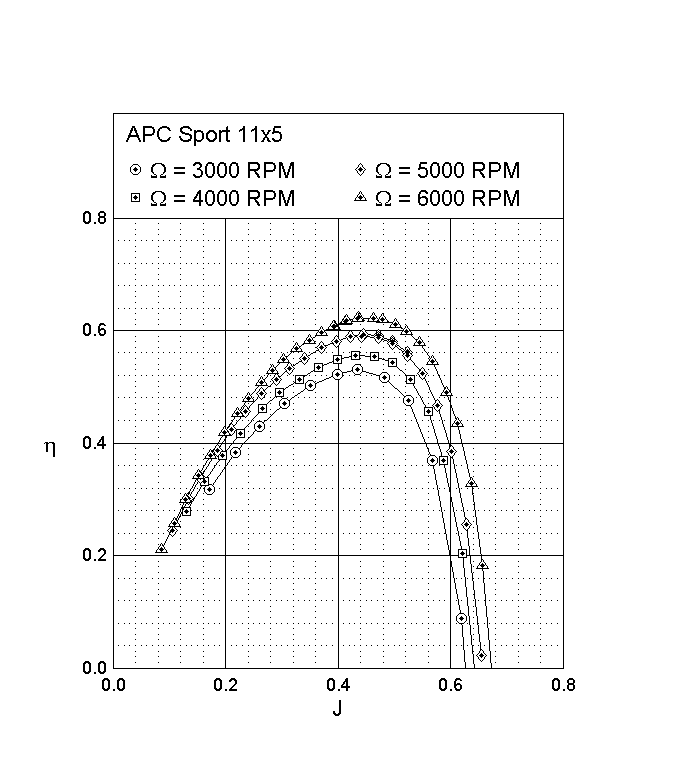 APC Sport 11x5
Ω = 3000 RPM
Ω = 5000 RPM
Ω = 4000 RPM
Ω = 6000 RPM
0.8
0.6
0.4
η
0.2
0.0
0.0 0.2 0.4 0.6 0.8
J